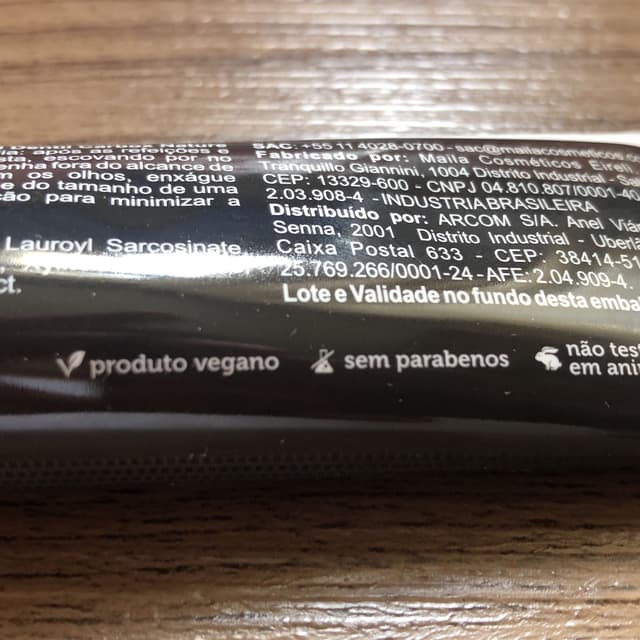 após as refeições e
escovando por no
enha fora do alcance de
m os olhos, enxágue
e do tamanho de uma
ção para minimizar a
Lauroyl Sarcosinate
ct.
SAC: +55 11 4028-0700 - sac@mailacosmeticos
Fabricado por: Maila Cosméticos
Tranquillo Giannini, 1004 Distrito Industrial - S
CEP: 13329-600 - CNPJ 04.810.807/0001-40
2.03.908-4 - INDUSTRIA BRASILEIRA
Distribuído por: ARCOM S/A. Anel Viár
Senna, 2001 Distrito Industrial - Uberl
Caixa Postal 633 - CEP: 38414-51
25.769.266/0001-24 - AFE: 2.04.909-4.
Lote e Validade no fundo desta emba
produto vegano
sem parabenos
não test
em ani